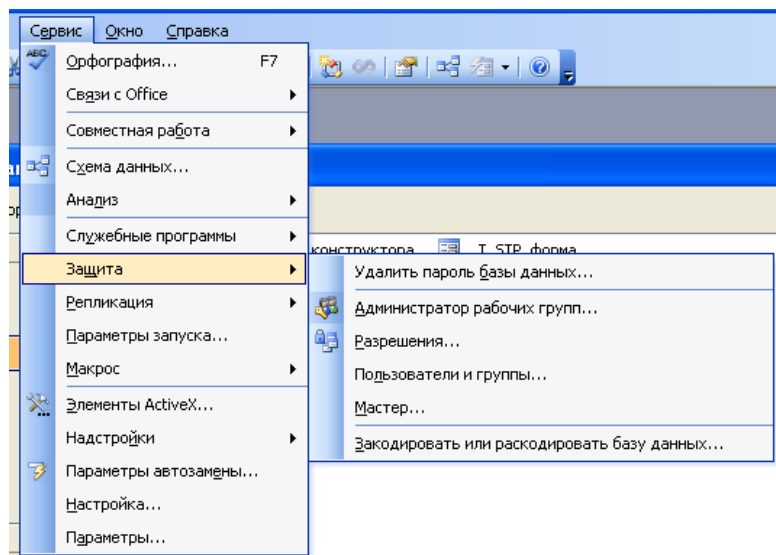 Сервис Окно Справка
Орфография... F7
Связи с Office
Совместная работа
Схема данных...
Анализ
Служебные программы
конструктора T_STP_форма
Защита
Удалить пароль базы данных...
Репликация
Администратор рабочих групп...
Параметры запуска...
Разрешения...
Макрос
Пользователи и группы...
Элементы ActiveX...
Мастер...
Надстройки
Закодировать или раскодировать базу данных...
Параметры автозамены...
Настройка...
Параметры...